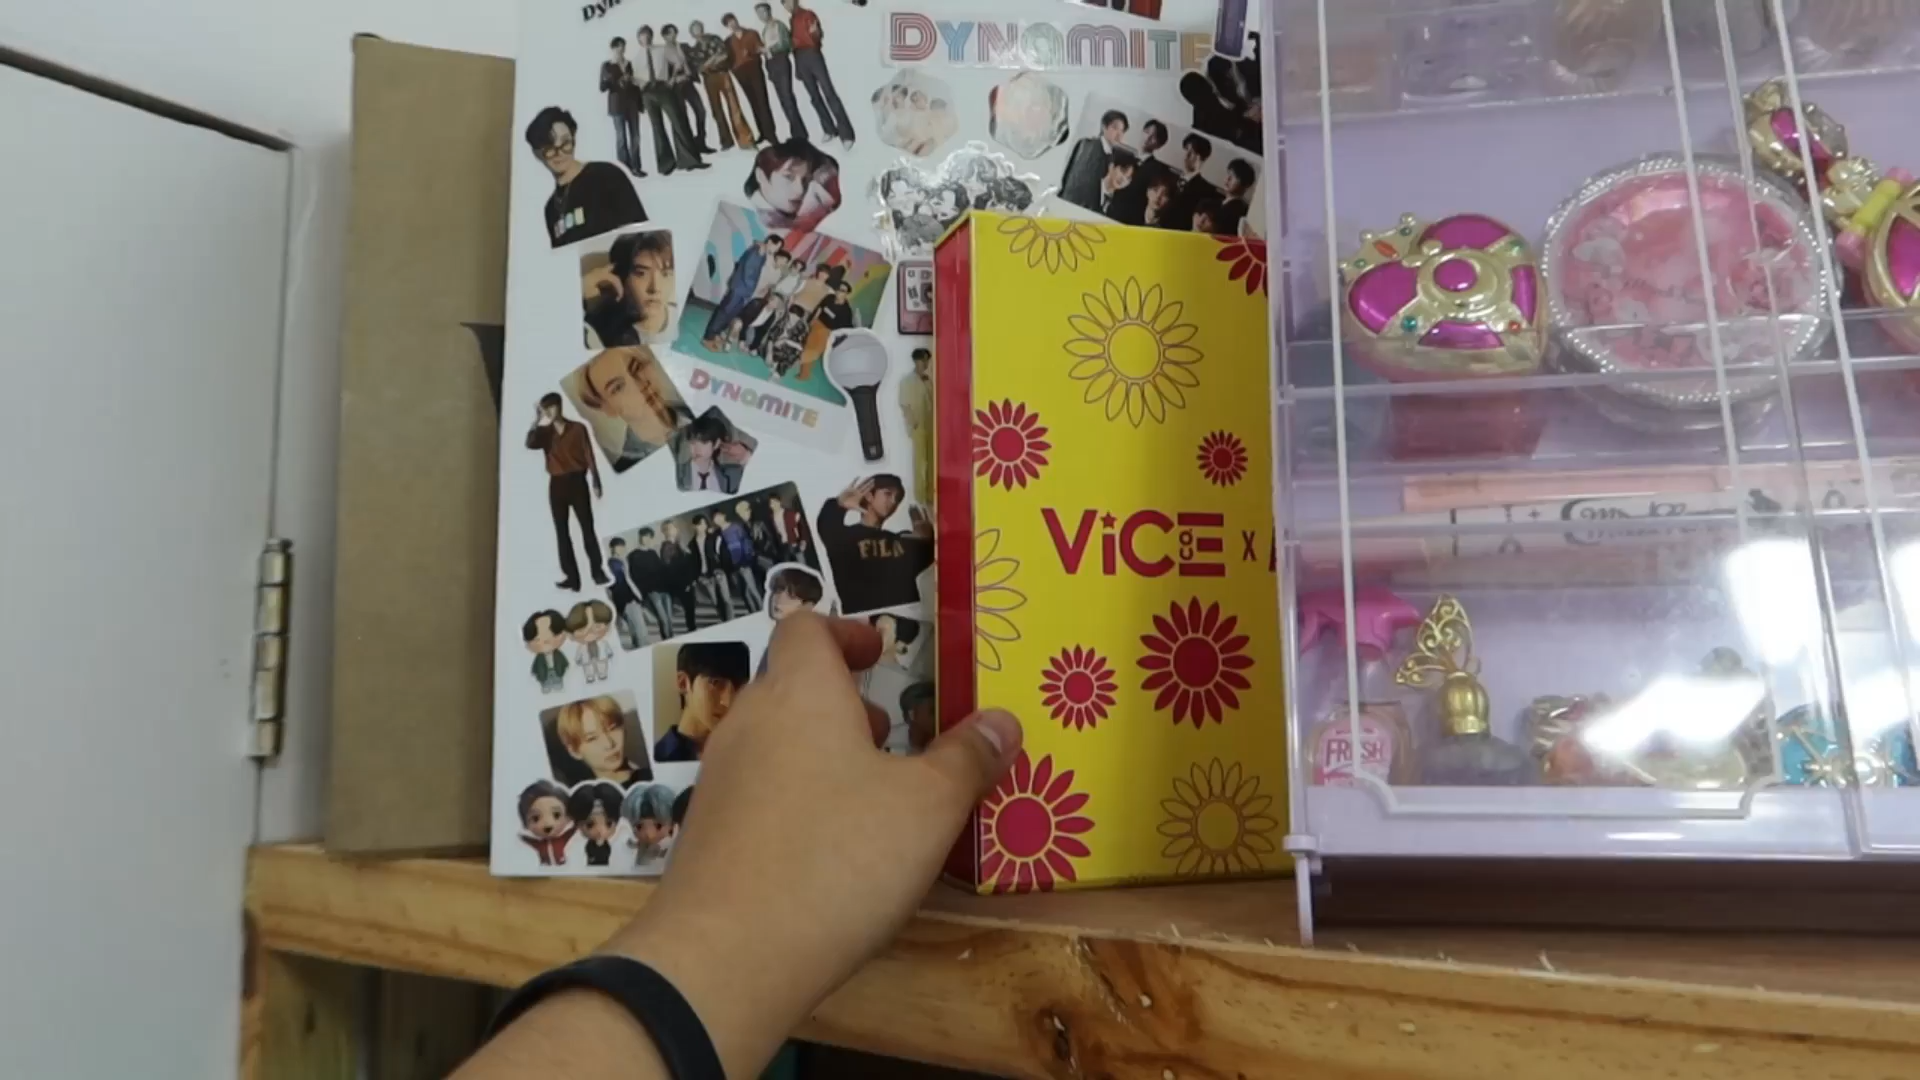 DYNAMITE
DYNAMITE
FILA
ViCE co. x
FRESH